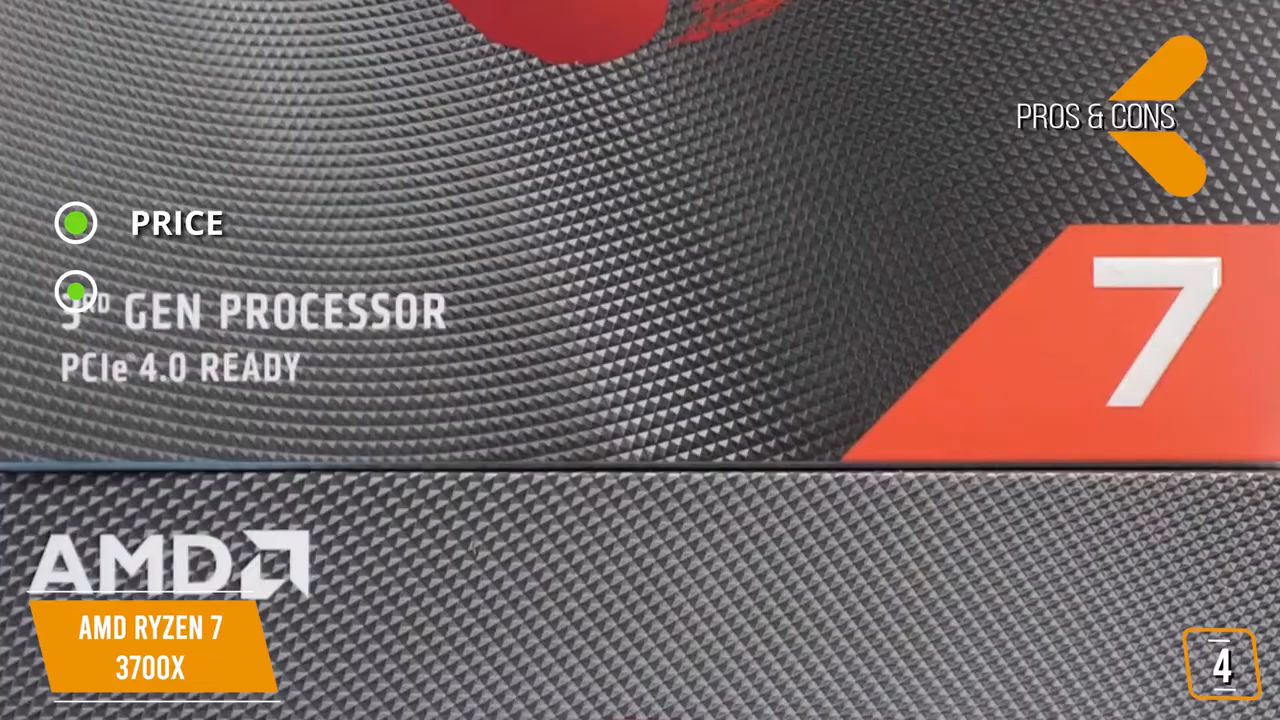 PROS & CONS
PRICE
7
3RD GEN PROCESSOR
PCIe 4.0 READY
AMD
AMD RYZEN 7
3700X
4